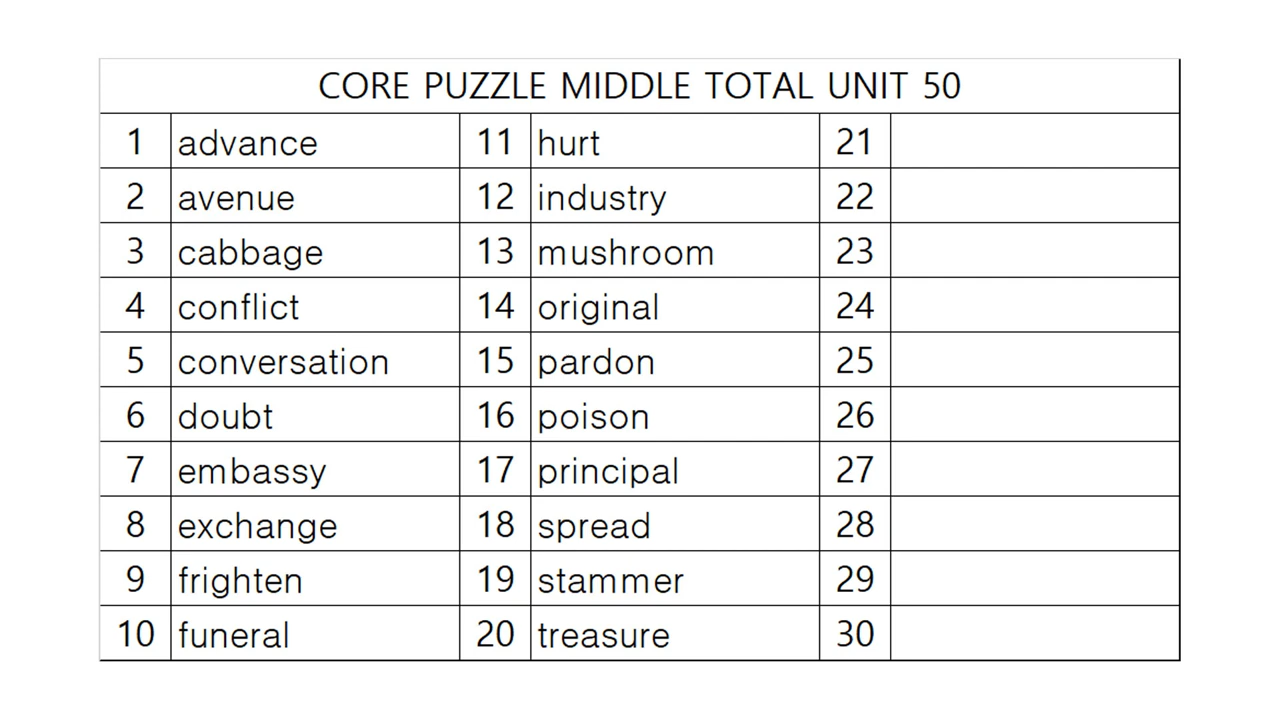 CORE PUZZLE MIDDLE TOTAL UNIT 50
1 advance 11 hurt 21
2 avenue 12 industry 22
3 cabbage 13 mushroom 23
4 conflict 14 original 24
5 conversation 15 pardon 25
6 doubt 16 poison 26
7 embassy 17 principal 27
8 exchange 18 spread 28
9 frighten 19 stammer 29
10 funeral 20 treasure 30